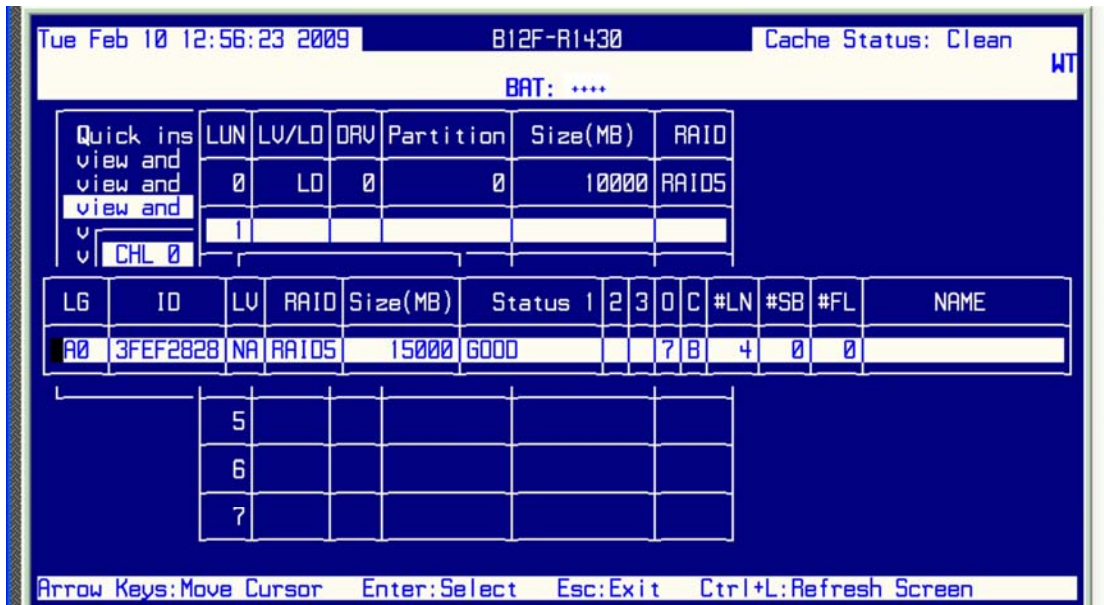 Tue Feb 10 12:56:23 2009 B12F-R1430 Cache Status: Clean
WT
BAT: ++++
Quick ins LUN LV/LD DRV Partition Size(MB) RAID
view and
view and 0 LD 0 0 10000 RAID5
view and
v 1
v CHL 0
LG ID LV RAID Size(MB) Status 1 2 3 O C #LN #SB #FL NAME
A0 3FEF2828 NA RAID5 15000 GOOD 7 B 4 0 0
5
6
7
Arrow Keys:Move Cursor Enter:Select Esc:Exit Ctrl+L:Refresh Screen